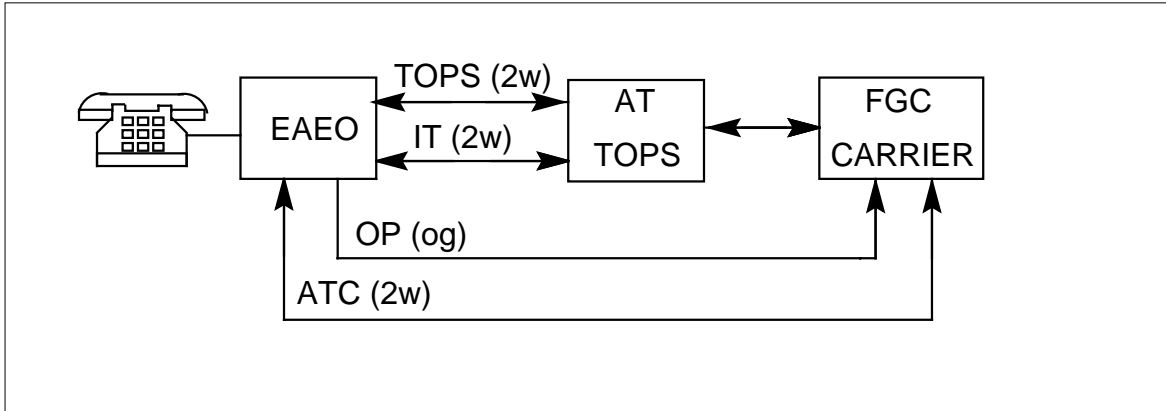 TOPS (2w)
EAEO
IT (2w)
AT
TOPS
FGC
CARRIER
OP (og)
ATC (2w)